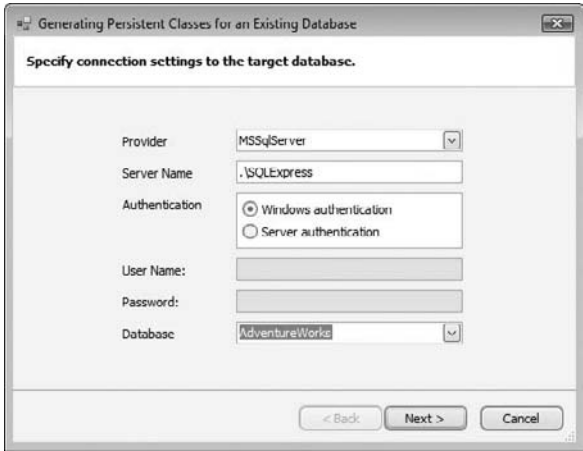 Generating Persistent Classes for an Existing Database
Specify connection settings to the target database.
Provider MSSqlServer
Server Name .\SQLExpress
Authentication Windows authentication
Server authentication
User Name:
Password:
Database AdventureWorks
< Back Next > Cancel